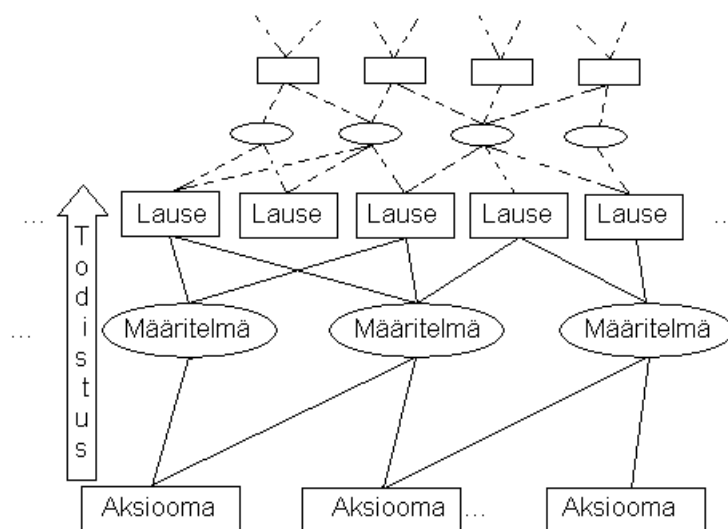 ... Lause Lause Lause Lause Lause ...
Todistus
... Määritelmä Määritelmä Määritelmä
Aksiooma Aksiooma ... Aksiooma